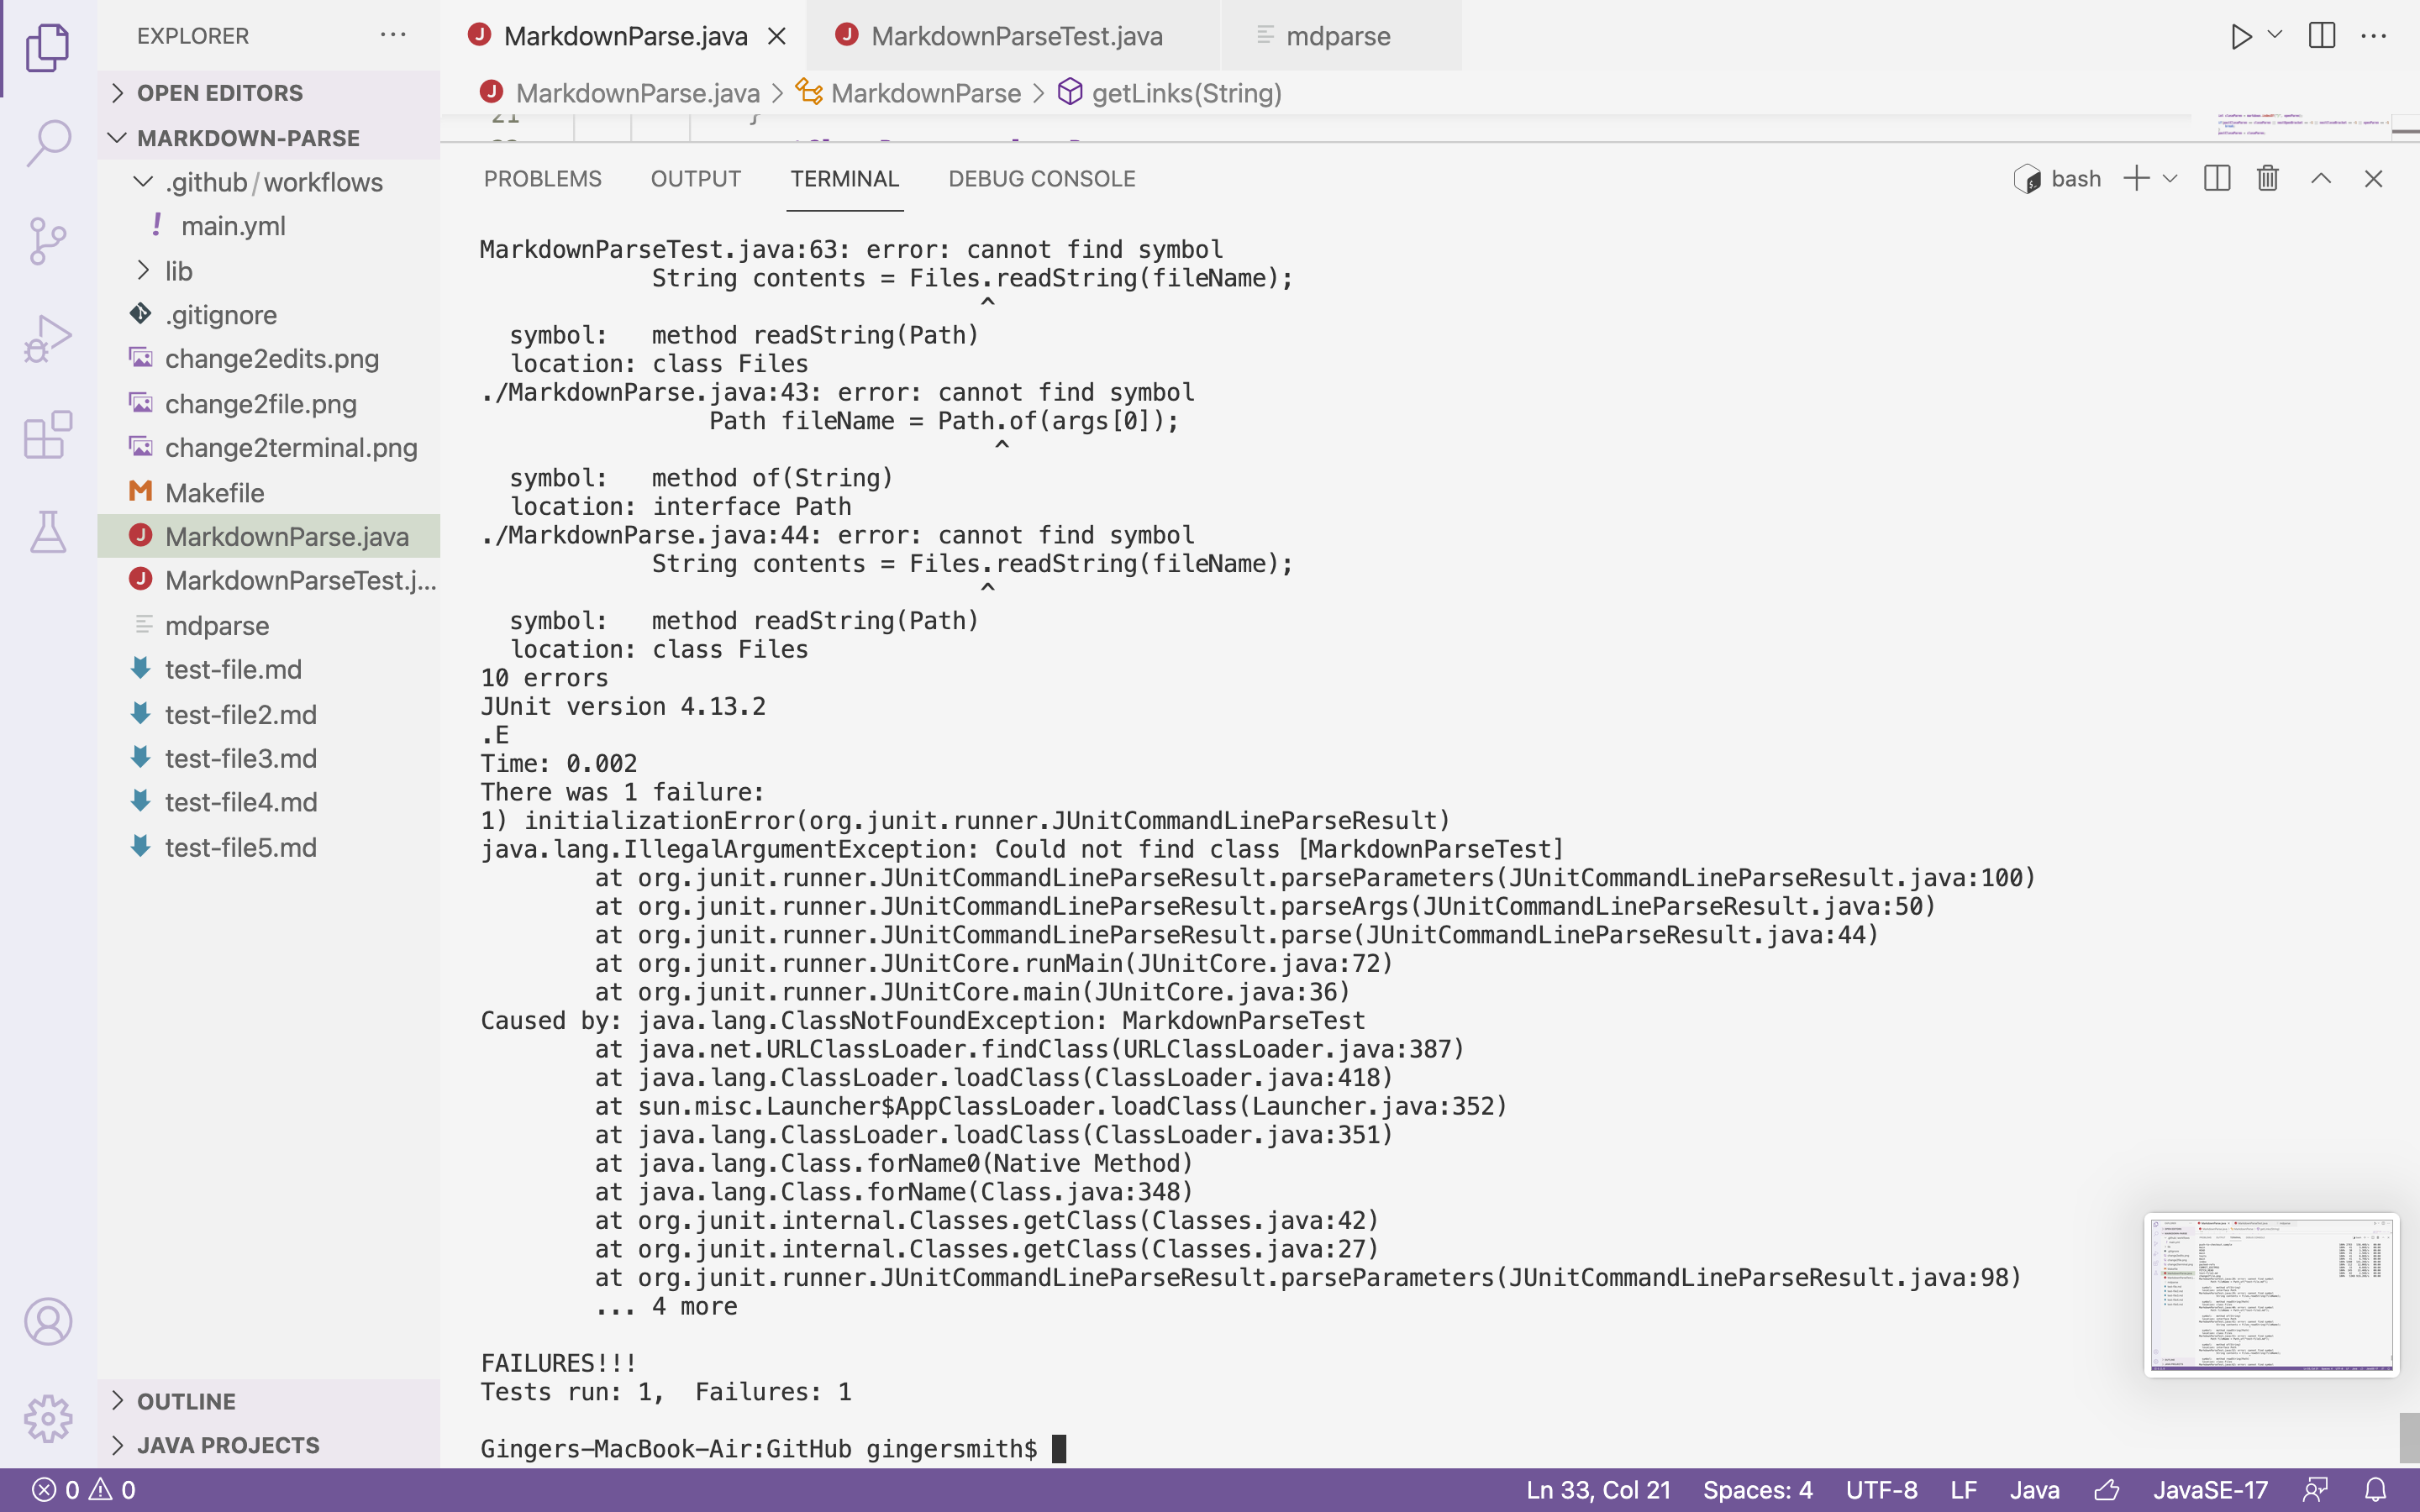 EXPLORER
OPEN EDITORS
MARKDOWN-PARSE
.github/workflows
! main.yml
lib
.gitignore
change2edits.png
change2file.png
change2terminal.png
Makefile
MarkdownParse.java
MarkdownParseTest.j...
mdparse
test-file.md
test-file2.md
test-file3.md
test-file4.md
test-file5.md
OUTLINE
JAVA PROJECTS
MarkdownParse.java
MarkdownParseTest.java
mdparse
MarkdownParse.java > MarkdownParse > getLinks(String)
21 }
PROBLEMS OUTPUT TERMINAL DEBUG CONSOLE
bash
MarkdownParseTest.java:63: error: cannot find symbol
            String contents = Files.readString(fileName);
                                   ^
  symbol:   method readString(Path)
  location: class Files
./MarkdownParse.java:43: error: cannot find symbol
                Path fileName = Path.of(args[0]);
                                    ^
  symbol:   method of(String)
  location: interface Path
./MarkdownParse.java:44: error: cannot find symbol
            String contents = Files.readString(fileName);
                                   ^
  symbol:   method readString(Path)
  location: class Files
10 errors
JUnit version 4.13.2
.E
Time: 0.002
There was 1 failure:
1) initializationError(org.junit.runner.JUnitCommandLineParseResult)
java.lang.IllegalArgumentException: Could not find class [MarkdownParseTest]
        at org.junit.runner.JUnitCommandLineParseResult.parseParameters(JUnitCommandLineParseResult.java:100)
        at org.junit.runner.JUnitCommandLineParseResult.parseArgs(JUnitCommandLineParseResult.java:50)
        at org.junit.runner.JUnitCommandLineParseResult.parse(JUnitCommandLineParseResult.java:44)
        at org.junit.runner.JUnitCore.runMain(JUnitCore.java:72)
        at org.junit.runner.JUnitCore.main(JUnitCore.java:36)
Caused by: java.lang.ClassNotFoundException: MarkdownParseTest
        at java.net.URLClassLoader.findClass(URLClassLoader.java:387)
        at java.lang.ClassLoader.loadClass(ClassLoader.java:418)
        at sun.misc.Launcher$AppClassLoader.loadClass(Launcher.java:352)
        at java.lang.ClassLoader.loadClass(ClassLoader.java:351)
        at java.lang.Class.forName0(Native Method)
        at java.lang.Class.forName(Class.java:348)
        at org.junit.internal.Classes.getClass(Classes.java:42)
        at org.junit.internal.Classes.getClass(Classes.java:27)
        at org.junit.runner.JUnitCommandLineParseResult.parseParameters(JUnitCommandLineParseResult.java:98)
        ... 4 more
FAILURES!!!
Tests run: 1,  Failures: 1
Gingers-MacBook-Air:GitHub gingersmith$
0 0
Ln 33, Col 21 Spaces: 4 UTF-8 LF Java JavaSE-17